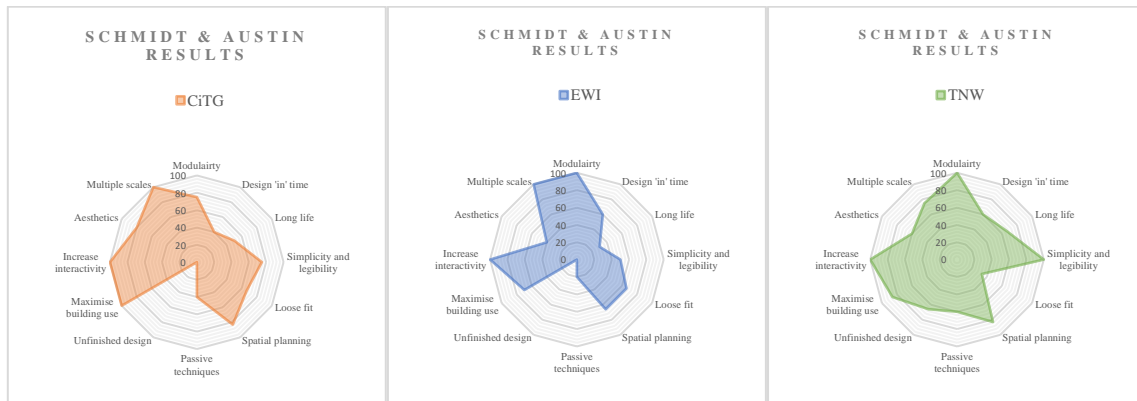 SCHMIDT & AUSTIN
RESULTS
CiTG
Modulairty
Design 'in' time
Long life
Simplicity and
legibility
Loose fit
Spatial planning
Passive
techniques
Unfinished design
Maximise
building use
Increase
interactivity
Aesthetics
Multiple scales
100
80
60
40
20
0
SCHMIDT & AUSTIN
RESULTS
EWI
Modulairty
Design 'in' time
Long life
Simplicity and
legibility
Loose fit
Spatial planning
Passive
techniques
Unfinished design
Maximise
building use
Increase
interactivity
Aesthetics
Multiple scales
100
80
60
40
20
0
SCHMIDT & AUSTIN
RESULTS
TNW
Modulairty
Design 'in' time
Long life
Simplicity and
legibility
Loose fit
Spatial planning
Passive
techniques
Unfinished design
Maximise
building use
Increase
interactivity
Aesthetics
Multiple scales
100
80
60
40
20
0